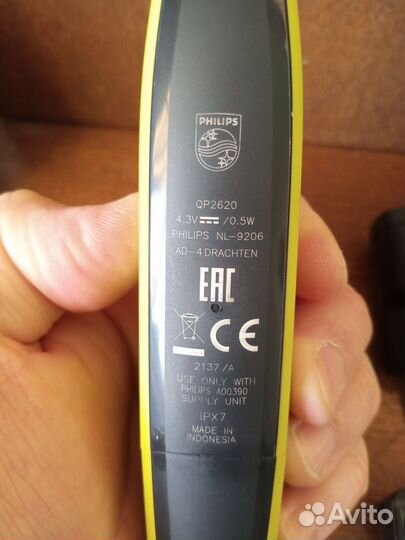 PHILIPS
QP2620
4.3V⎓/0.5W
PHILIPS NL-9206
AD-4 DRACHTEN
EAC
CE
2137/A
USE ONLY WITH
PHILIPS A00390
SUPPLY UNIT
IPX7
MADE IN
INDONESIA
Avito